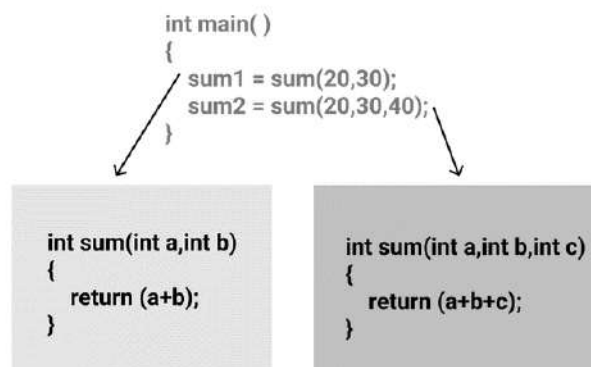 int main( )
{
sum1 = sum(20,30);
sum2 = sum(20,30,40);
}
int sum(int a,int b)
{
return (a+b);
}
int sum(int a,int b,int c)
{
return (a+b+c);
}